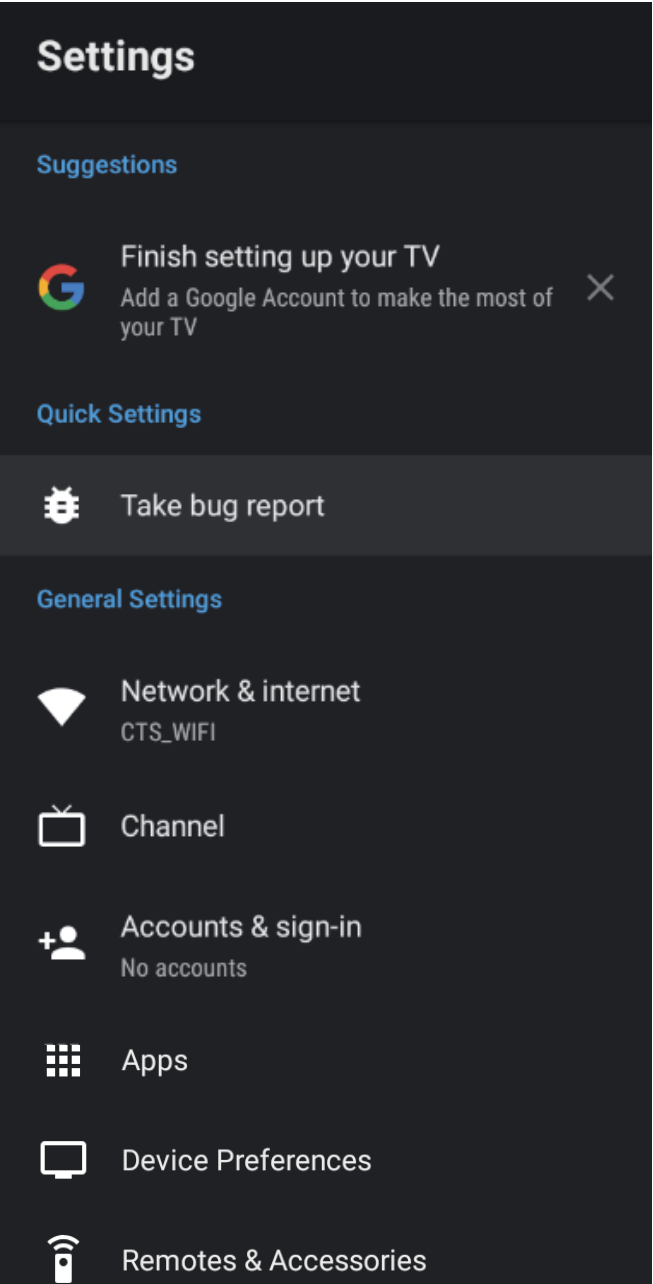 Settings
Suggestions
Finish setting up your TV
Add a Google Account to make the most of
your TV
Quick Settings
Take bug report
General Settings
Network & internet
CTS_WIFI
Channel
Accounts & sign-in
No accounts
Apps
Device Preferences
Remotes & Accessories